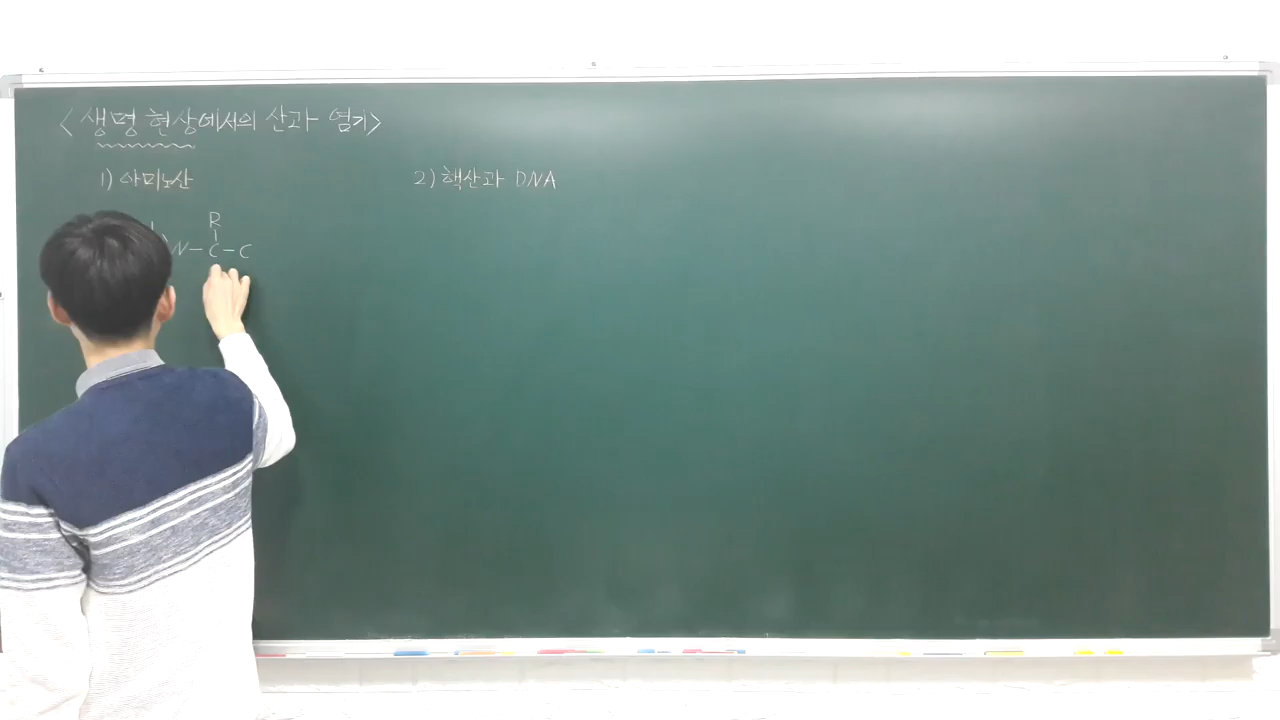 <생명 현상에서의 산과 염기>
1) 아미노산
2) 핵산과 DNA
R
N-C-C